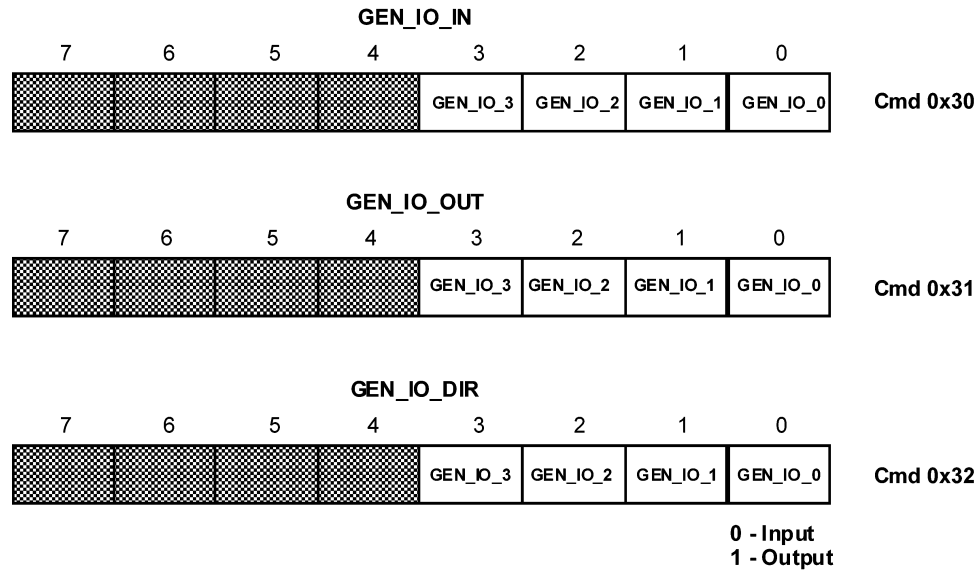 GEN_IO_IN
7 6 5 4 3 2 1 0
GEN_IO_3 GEN_IO_2 GEN_IO_1 GEN_IO_0 Cmd 0x30
GEN_IO_OUT
7 6 5 4 3 2 1 0
GEN_IO_3 GEN_IO_2 GEN_IO_1 GEN_IO_0 Cmd 0x31
GEN_IO_DIR
7 6 5 4 3 2 1 0
GEN_IO_3 GEN_IO_2 GEN_IO_1 GEN_IO_0 Cmd 0x32
0 - Input
1 - Output